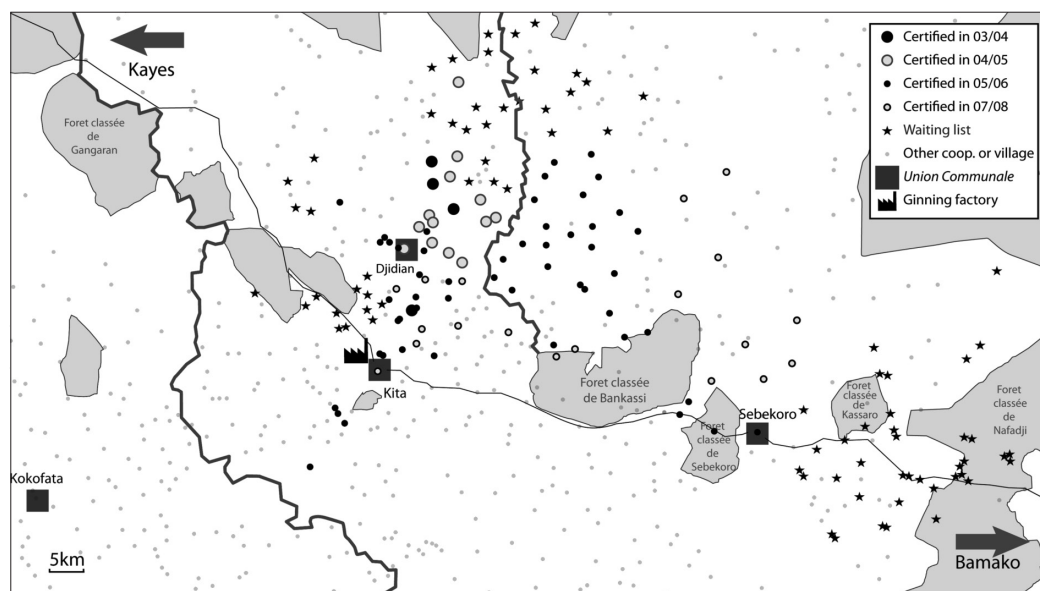 Kayes
Foret classée
de
Gangaran
Certified in 03/04
Certified in 04/05
Certified in 05/06
Certified in 07/08
Waiting list
Other coop. or village
Union Communale
Ginning factory
Djidian
Kita
Foret classée
de Bankassi
Sebekoro
Foret
classée
de
Sebekoro
Foret
classée
de
Kassaro
Foret
classée
de
Nafadji
Kokofata
5km
Bamako